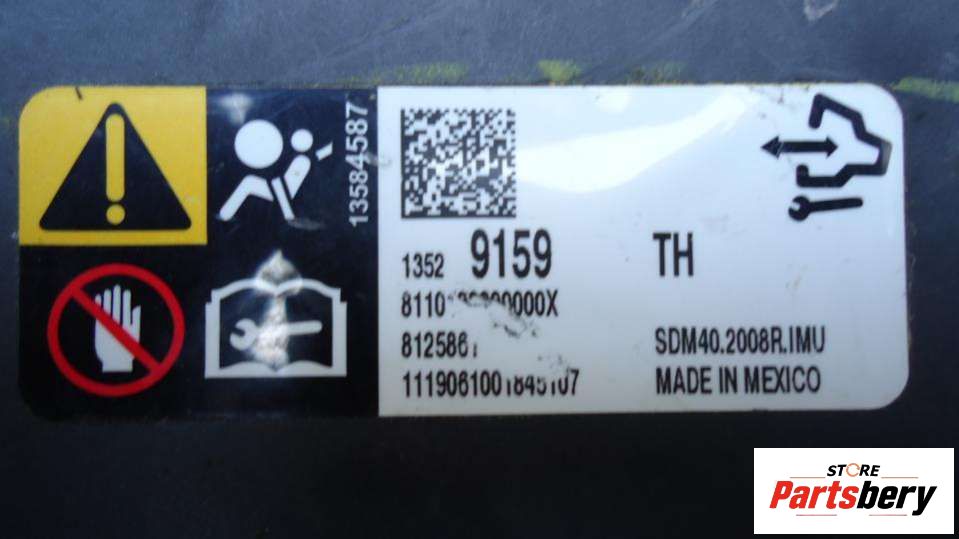 13584587
1352 9159 TH
SDM40.2008R.IMU
MADE IN MEXICO
STORE
Partsbery